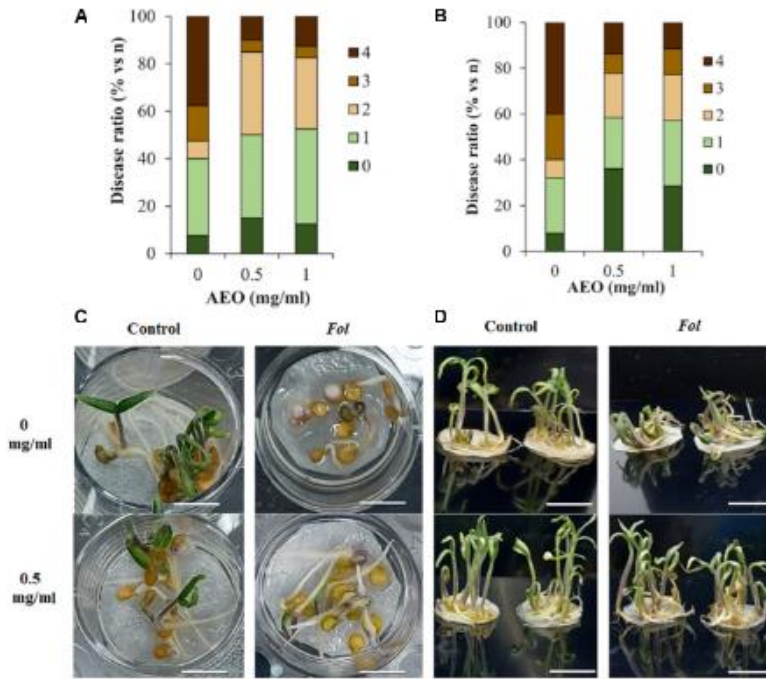 A
B
100
80
60
40
20
0
Disease ratio (% vs n)
4
3
2
1
0
0 0.5 1
AEO (mg/ml)
100
80
60
40
20
0
Disease ratio (% vs n)
4
3
2
1
0
0 0.5 1
AEO (mg/ml)
C
D
Control Fol Control Fol
0
mg/ml
0.5
mg/ml